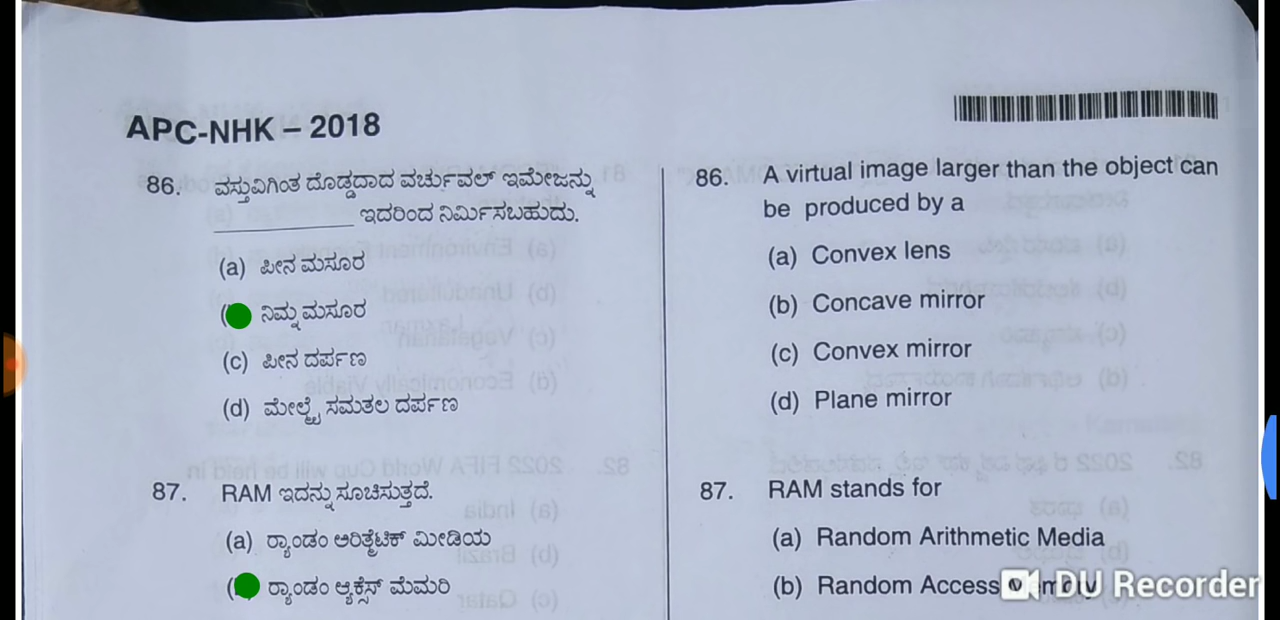 APC-NHK – 2018
86. ವಸ್ತುವಿಗಿಂತ ದೊಡ್ಡದಾದ ವರ್ಚುವಲ್ ಇಮೇಜನ್ನು
__________ ಇದರಿಂದ ನಿರ್ಮಿಸಬಹುದು.
(a) ಪೀನ ಮಸೂರ
ನಿಮ್ನ ಮಸೂರ
(c) ಪೀನ ದರ್ಪಣ
(d) ಮೇಲ್ಮೈ ಸಮತಲ ದರ್ಪಣ
87. RAM ಇದನ್ನು ಸೂಚಿಸುತ್ತದೆ.
(a) ರ‍್ಯಾಂಡಂ ಅರಿತ್ಮೆಟಿಕ್ ಮೀಡಿಯ
ರ‍್ಯಾಂಡಂ ಆ್ಯಕ್ಸೆಸ್ ಮೆಮರಿ
86. A virtual image larger than the object can
be produced by a
(a) Convex lens
(b) Concave mirror
(c) Convex mirror
(d) Plane mirror
87. RAM stands for
(a) Random Arithmetic Media
(b) Random Access Memory
DU Recorder